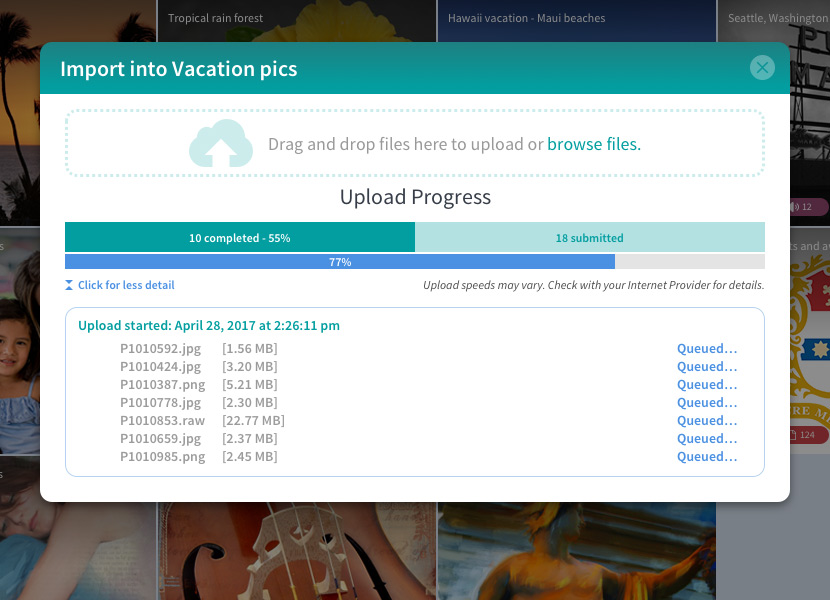 Tropical rain forest
Hawaii vacation - Maui beaches
Seattle, Washington
Import into Vacation pics
Drag and drop files here to upload or browse files.
Upload Progress
10 completed - 55%
18 submitted
77%
Click for less detail
Upload speeds may vary. Check with your Internet Provider for details.
Upload started: April 28, 2017 at 2:26:11 pm
P1010592.jpg [1.56 MB] Queued...
P1010424.jpg [3.20 MB] Queued...
P1010387.png [5.21 MB] Queued...
P1010778.jpg [2.30 MB] Queued...
P1010853.raw [22.77 MB] Queued...
P1010659.jpg [2.37 MB] Queued...
P1010985.png [2.45 MB] Queued...
12
ts and av
124